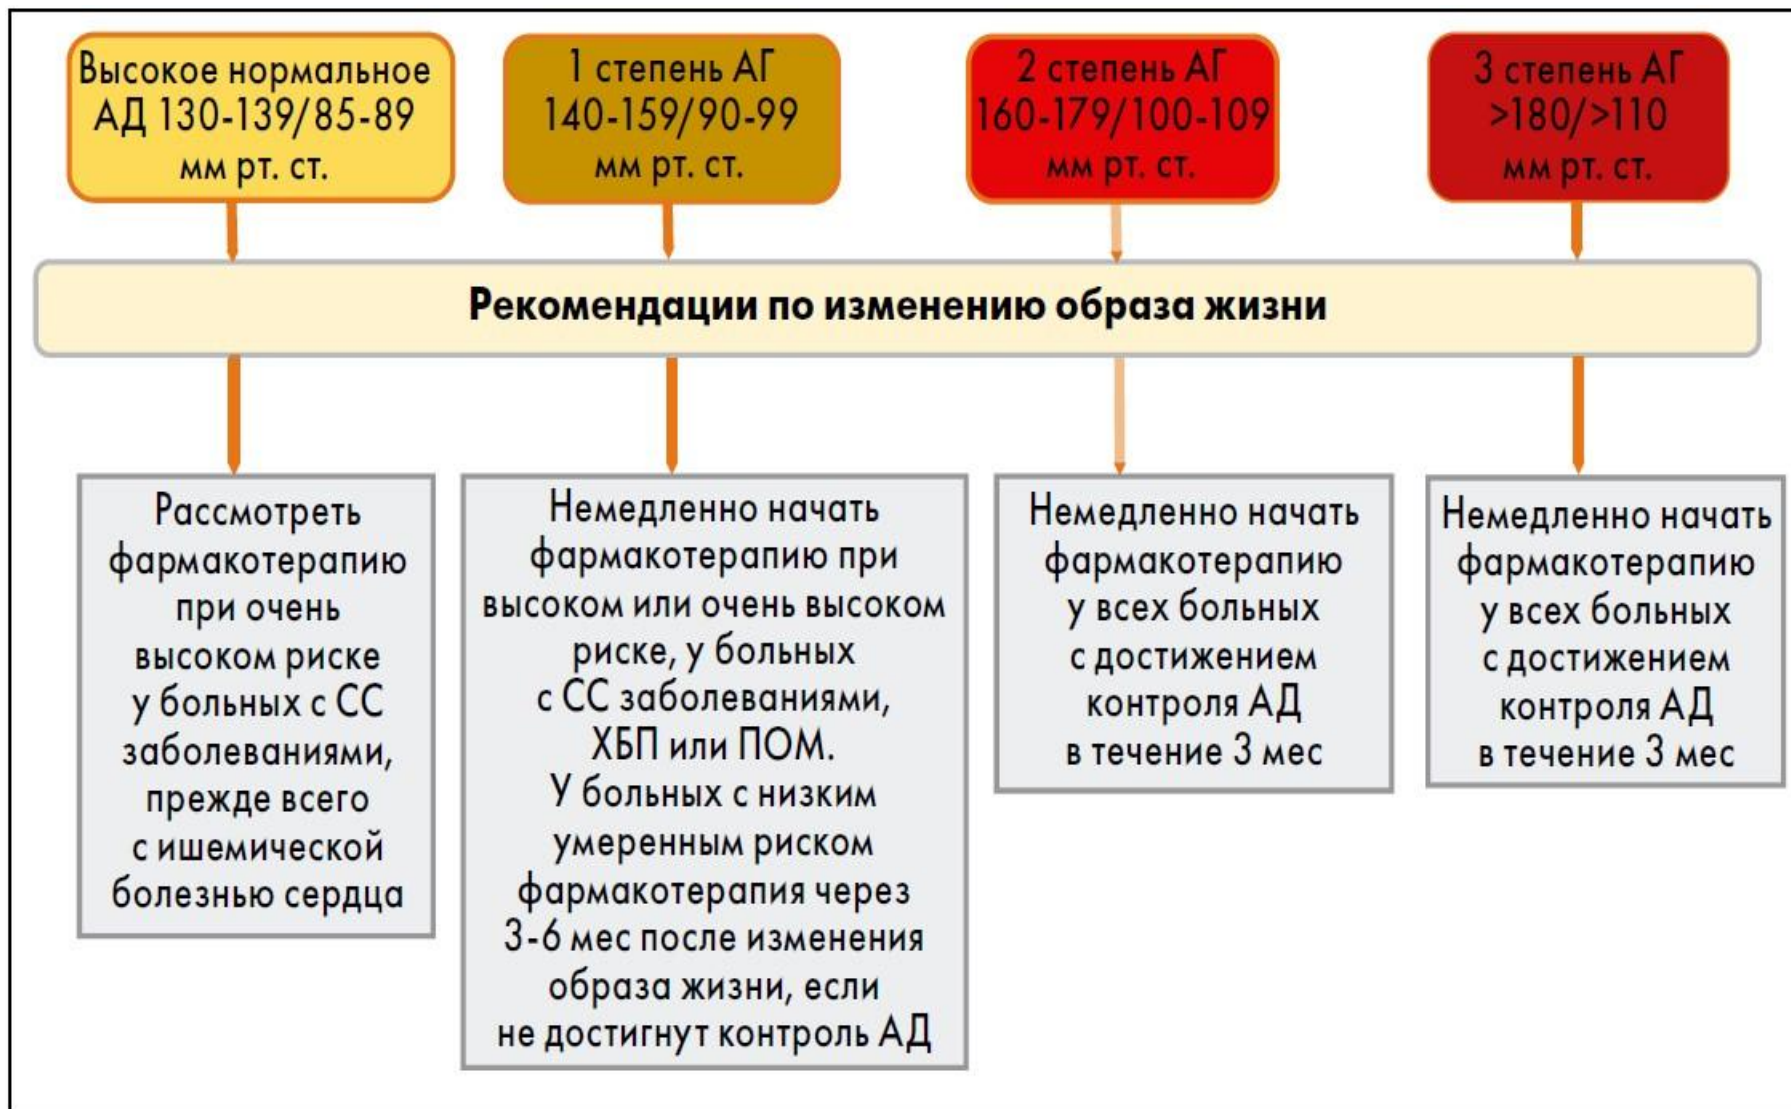 Высокое нормальное
АД 130-139/85-89
мм рт. ст.
1 степень АГ
140-159/90-99
мм рт. ст.
2 степень АГ
160-179/100-109
мм рт. ст.
3 степень АГ
>180/>110
мм рт. ст.
Рекомендации по изменению образа жизни
Рассмотреть
фармакотерапию
при очень
высоком риске
у больных с СС
заболеваниями,
прежде всего
с ишемической
болезнью сердца
Немедленно начать
фармакотерапию при
высоком или очень высоком
риске, у больных
с СС заболеваниями,
ХБП или ПОМ.
У больных с низким
умеренным риском
фармакотерапия через
3-6 мес после изменения
образа жизни, если
не достигнут контроль АД
Немедленно начать
фармакотерапию
у всех больных
с достижением
контроля АД
в течение 3 мес
Немедленно начать
фармакотерапию
у всех больных
с достижением
контроля АД
в течение 3 мес